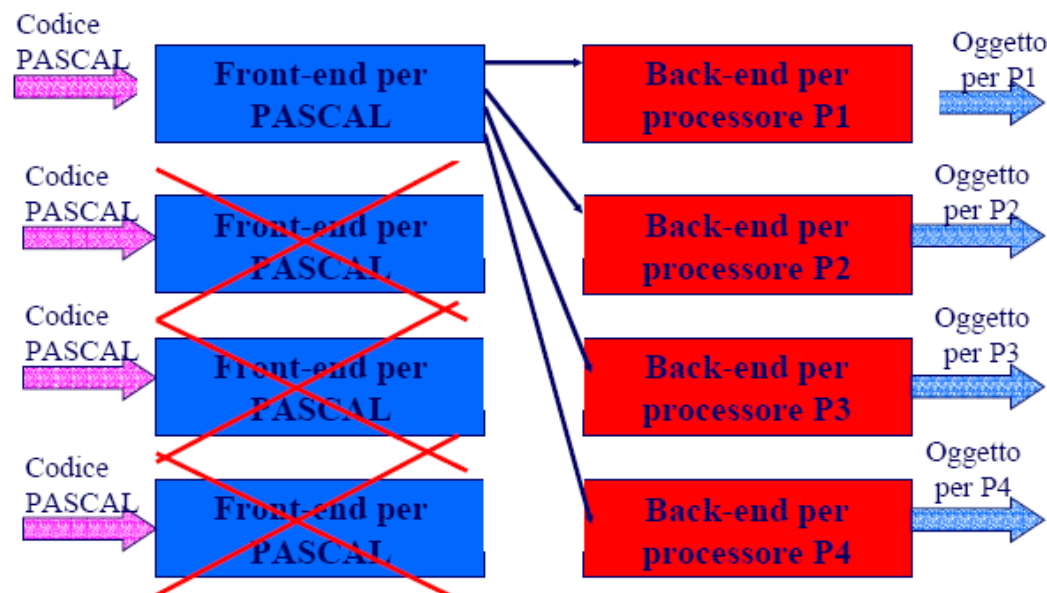 Codice
PASCAL
Front-end per
PASCAL
Back-end per
processore P1
Oggetto
per P1
Codice
PASCAL
Front-end per
PASCAL
Back-end per
processore P2
Oggetto
per P2
Codice
PASCAL
Front-end per
PASCAL
Back-end per
processore P3
Oggetto
per P3
Codice
PASCAL
Front-end per
PASCAL
Back-end per
processore P4
Oggetto
per P4